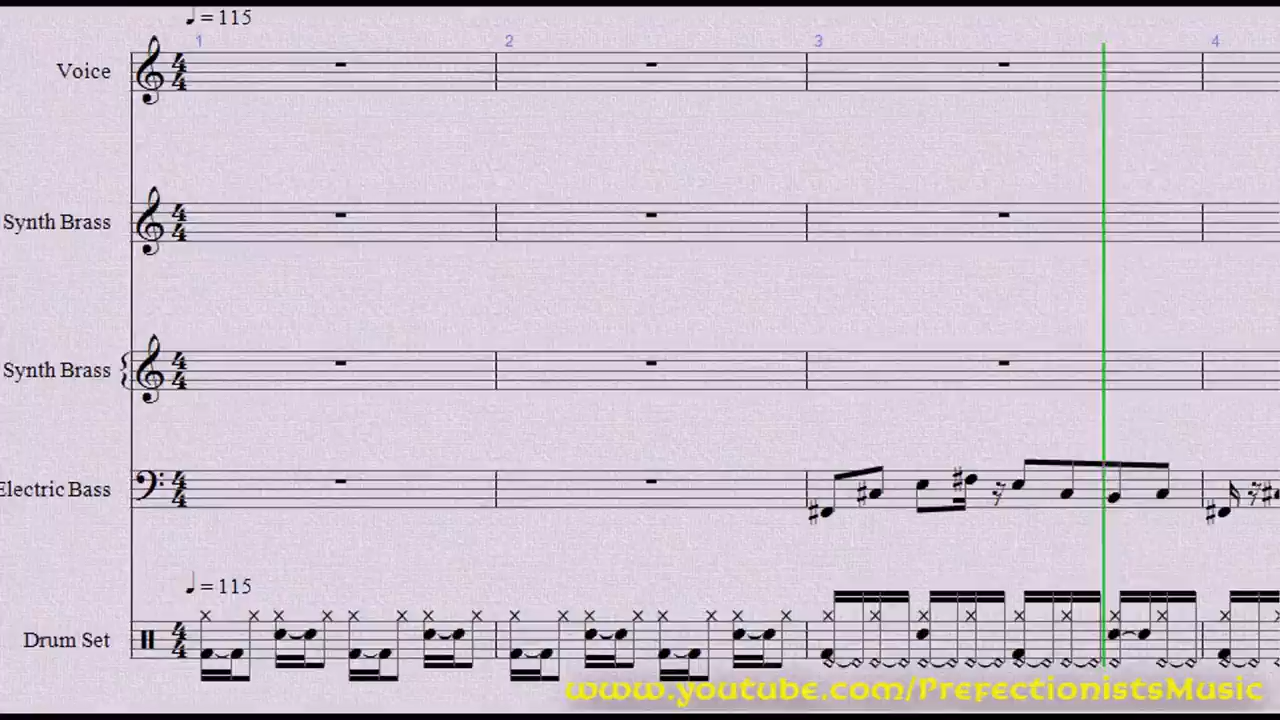 ♩ = 115
1 2 3 4
Voice
Synth Brass
Synth Brass
Electric Bass
♩ = 115
Drum Set
www.youtube.com/PrefectionistsMusic